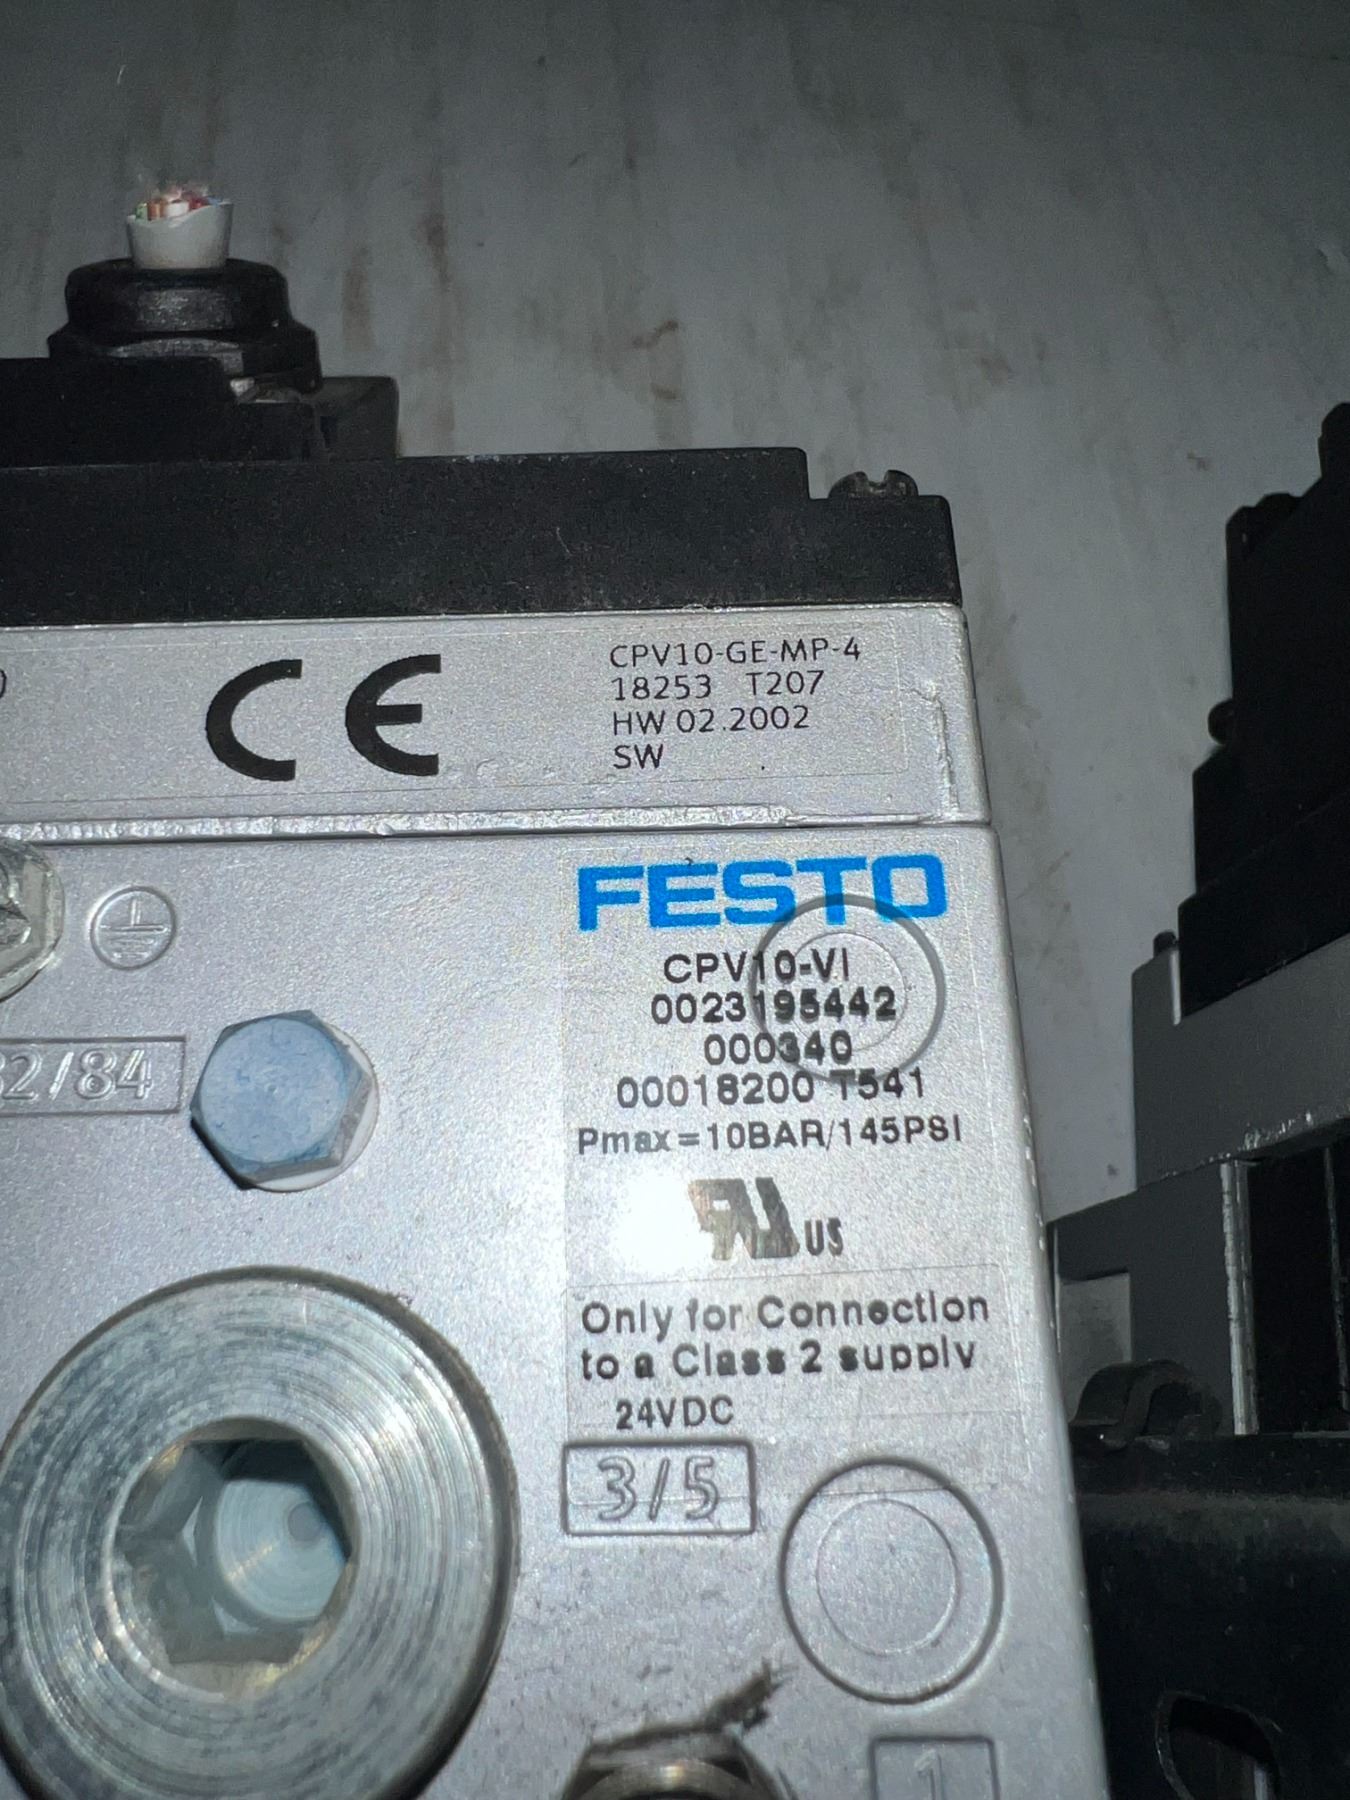 CE
CPV10-GE-MP-4
18253 T207
HW 02.2002
SW
FESTO
CPV10-VI
0023195442
000340
00018200 T541
Pmax=10BAR/145PSI
US
Only for Connection
to a Class 2 supply
24VDC
82/84
3/5
1